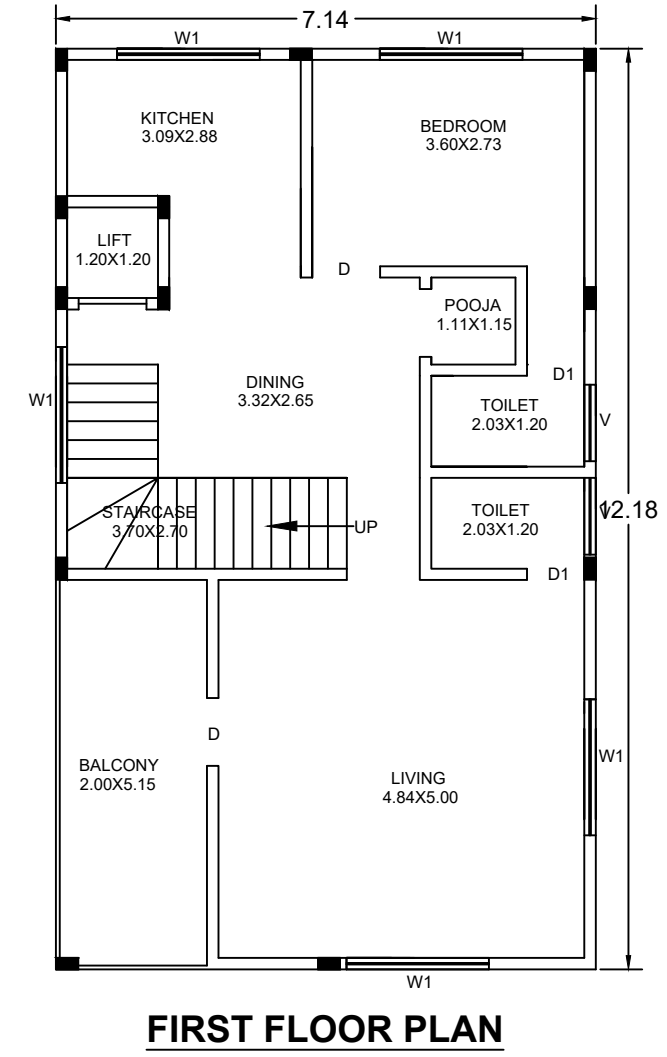 7.14
W1
W1
KITCHEN
3.09X2.88
BEDROOM
3.60X2.73
LIFT
1.20X1.20
D
POOJA
1.11X1.15
D1
DINING
3.32X2.65
W1
TOILET
2.03X1.20
V
STAIRCASE
3.70X2.70
UP
TOILET
2.03X1.20
V
12.18
D1
D
W1
BALCONY
2.00X5.15
LIVING
4.84X5.00
W1
FIRST FLOOR PLAN